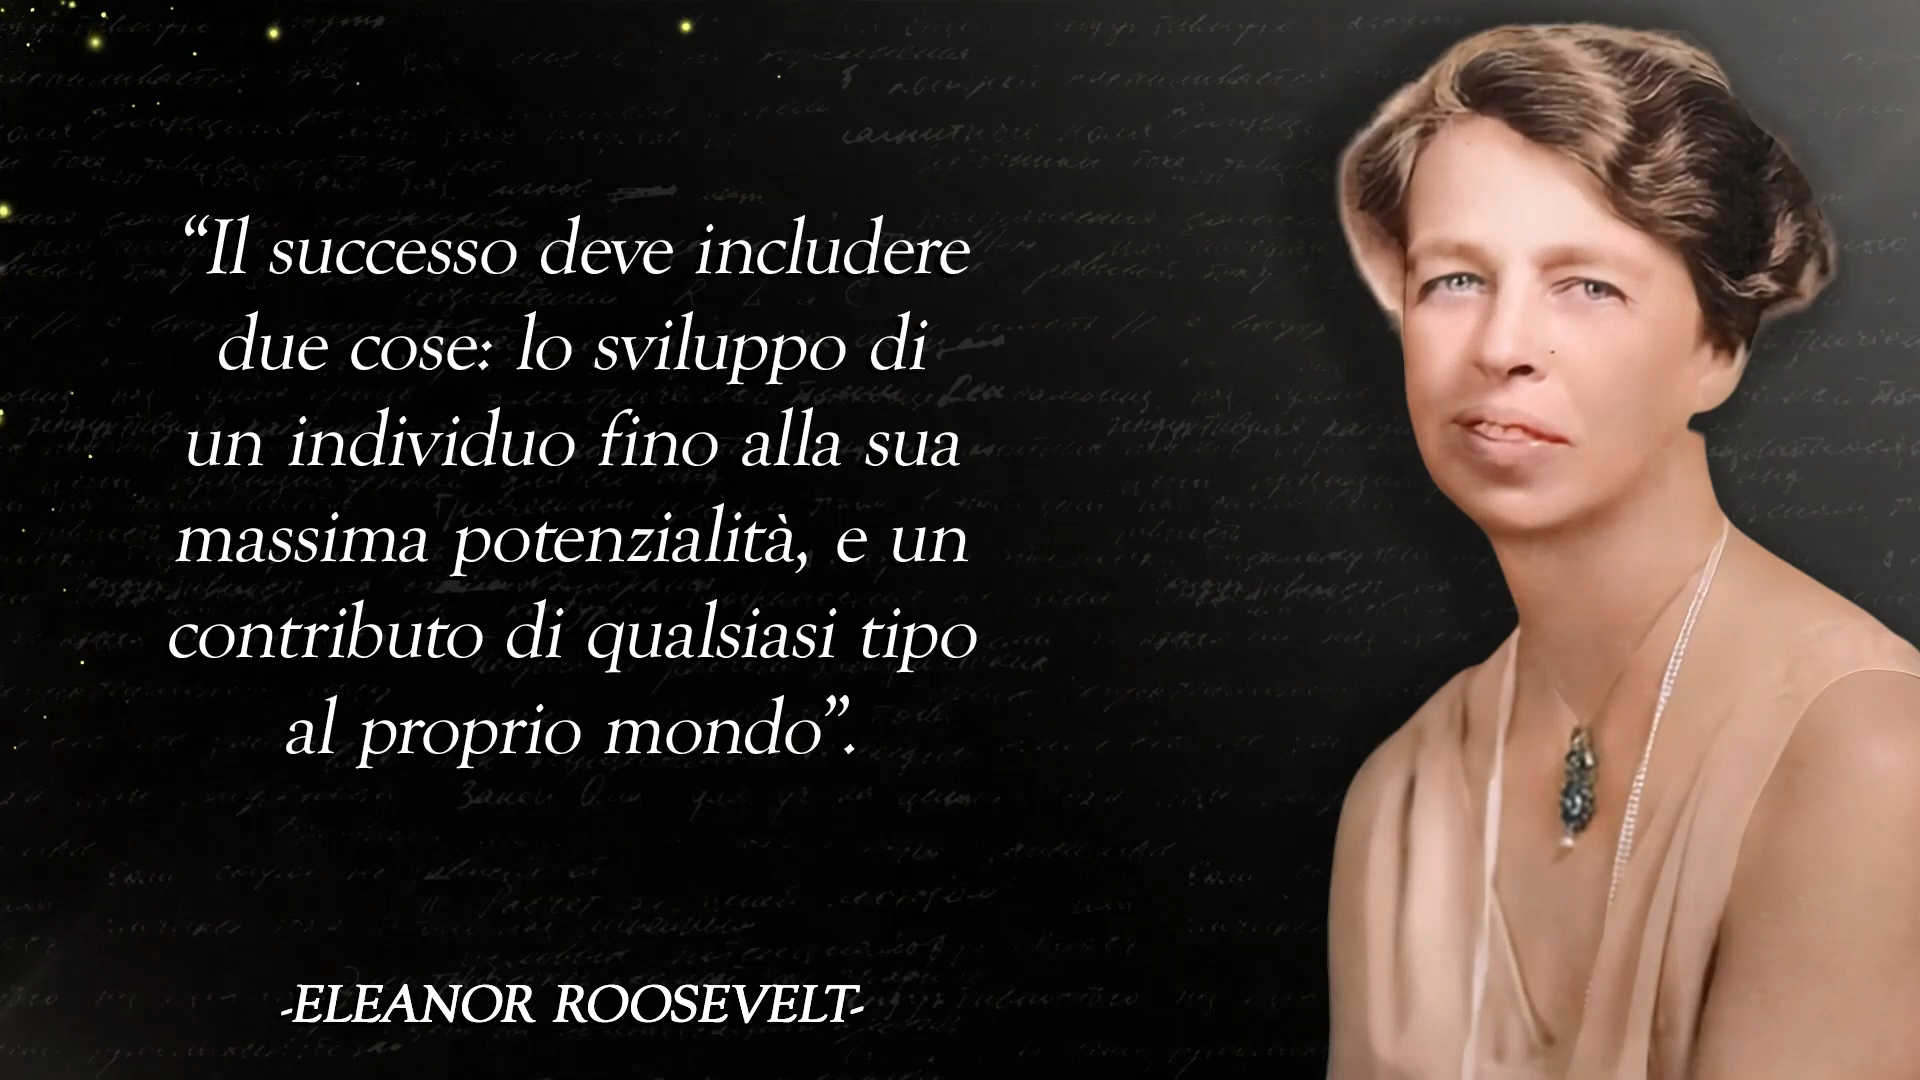 “Il successo deve includere
due cose: lo sviluppo di
un individuo fino alla sua
massima potenzialità, e un
contributo di qualsiasi tipo
al proprio mondo”.
-ELEANOR ROOSEVELT-